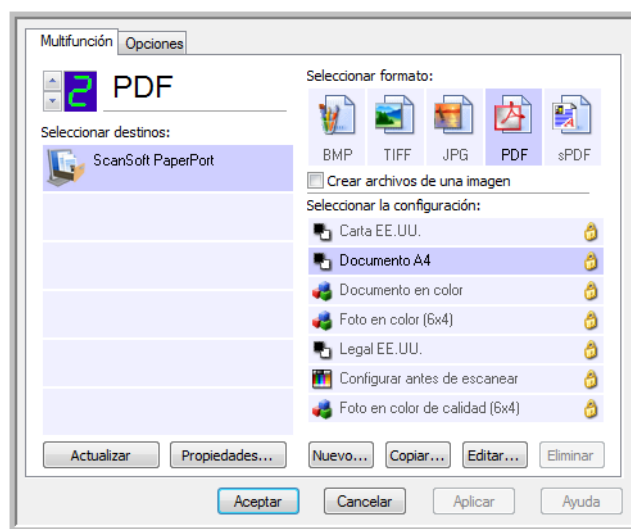 Multifunción Opciones
2 PDF
Seleccionar destinos:
ScanSoft PaperPort
Seleccionar formato:
BMP TIFF JPG PDF sPDF
Crear archivos de una imagen
Seleccionar la configuración:
Carta EE.UU.
Documento A4
Documento en color
Foto en color (6x4)
Legal EE.UU.
Configurar antes de escanear
Foto en color de calidad (6x4)
Actualizar Propiedades... Nuevo... Copiar... Editar... Eliminar
Aceptar Cancelar Aplicar Ayuda